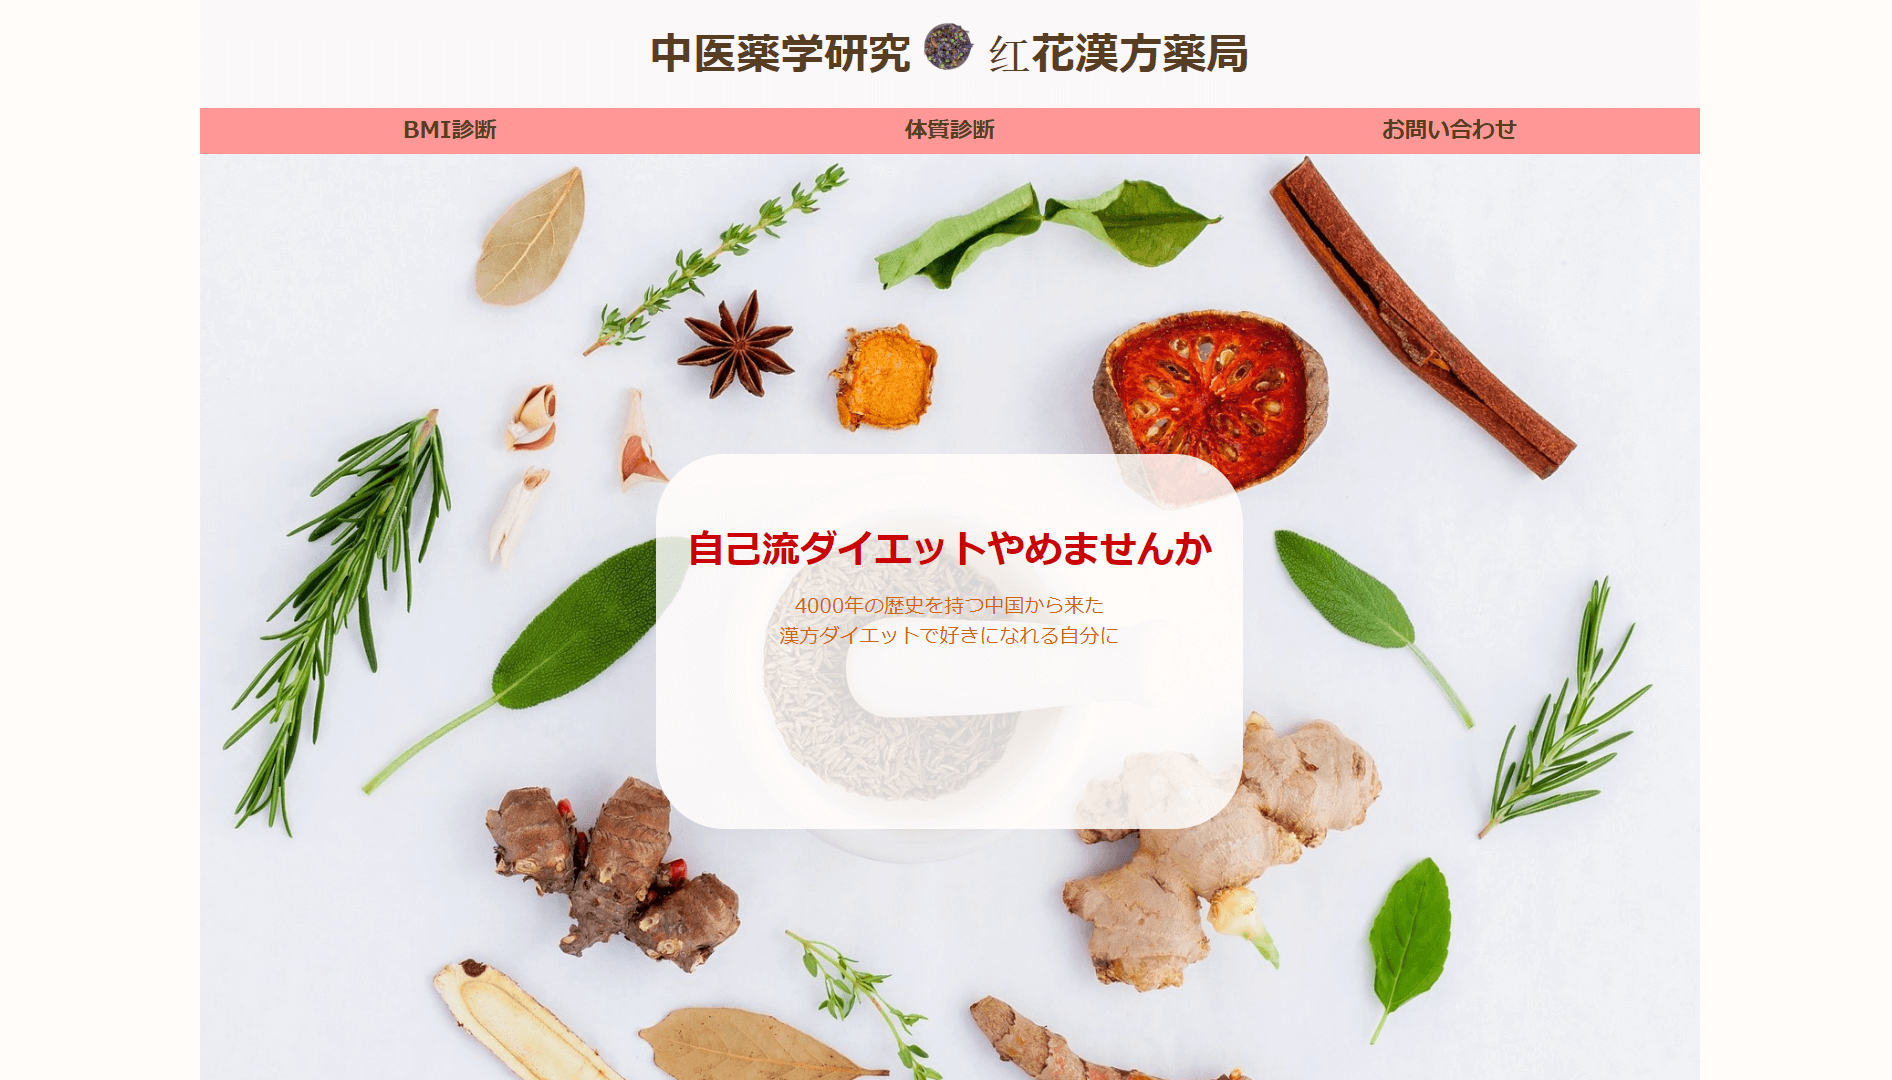 中医薬学研究 红花漢方薬局
BMI診断 体質診断 お問い合わせ
自己流ダイエットやめませんか
4000年の歴史を持つ中国から来た
漢方ダイエットで好きになれる自分に